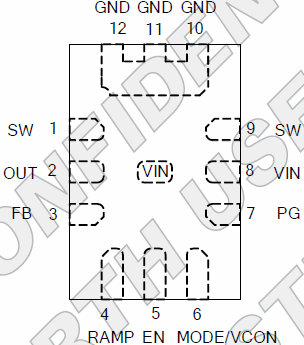 GND GND GND
12 11 10
SW 1 9 SW
OUT 2 VIN 8 VIN
FB 3 7 PG
4 5 6
RAMP EN MODE/VCON